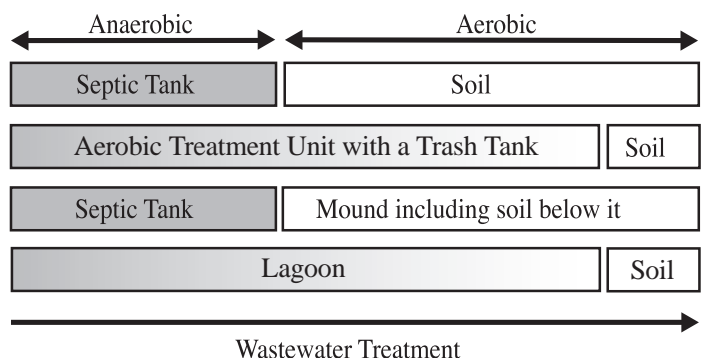 Anaerobic
Aerobic
Septic Tank
Soil
Aerobic Treatment Unit with a Trash Tank
Soil
Septic Tank
Mound including soil below it
Lagoon
Soil
Wastewater Treatment